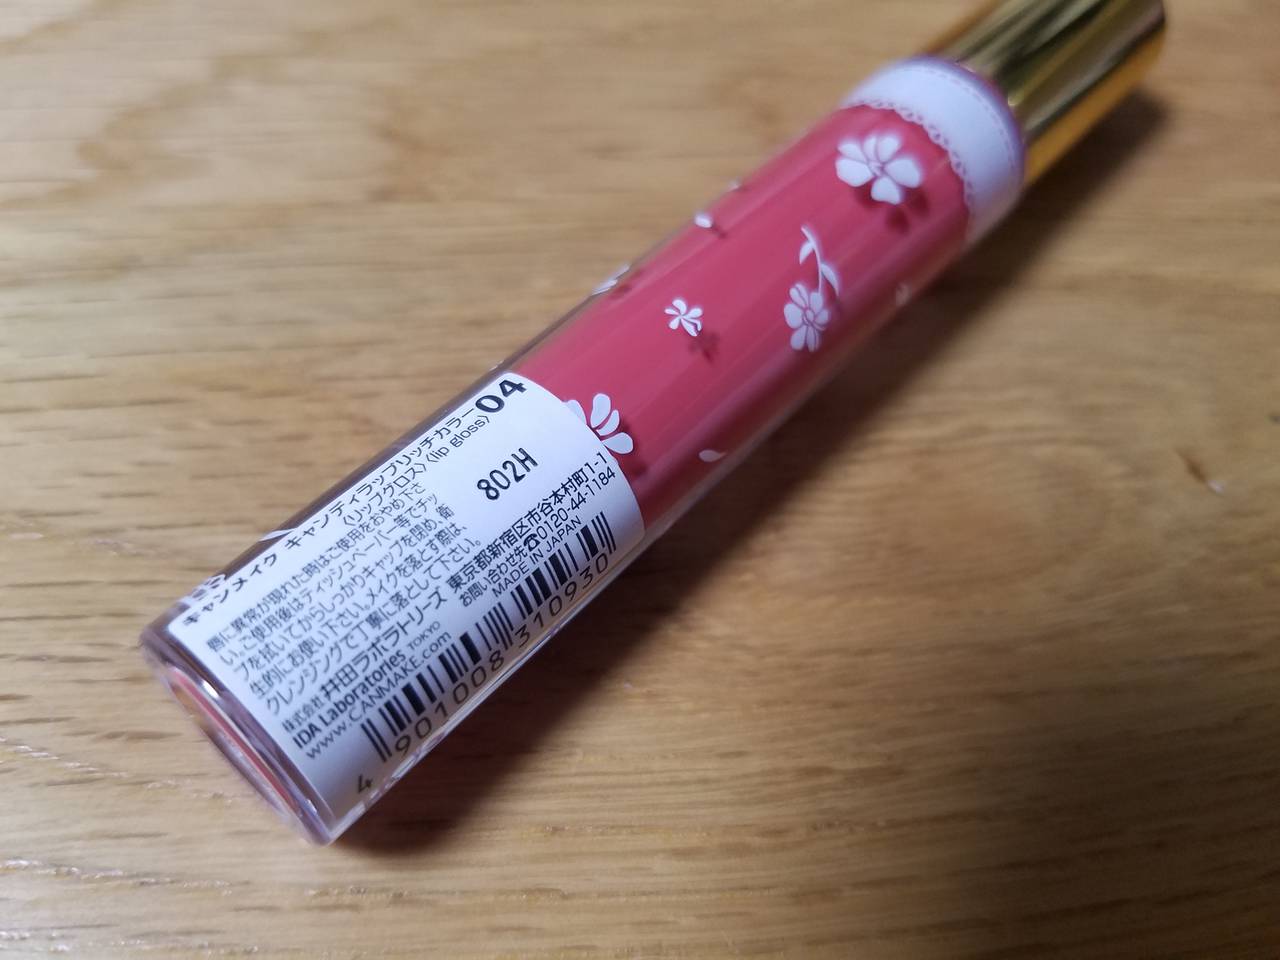 キャンメイク キャンディラップリッチカラー 04
〈リップグロス〉〈lip gloss〉
唇に異常が現れた時はご使用をおやめ下さ
い。ご使用後はティッシュペーパー等でチッ
プを拭いてからしっかりキャップを閉め、衛
生的にお使い下さい。メイクを落とす際は、
クレンジングで丁寧に落として下さい。
802H
株式会社井田ラボラトリーズ 東京都新宿区市谷本村町1-1
IDA Laboratories TOKYO お問い合わせ先☎0120-44-1184
www.CANMAKE.com MADE IN JAPAN
4 901008 310930